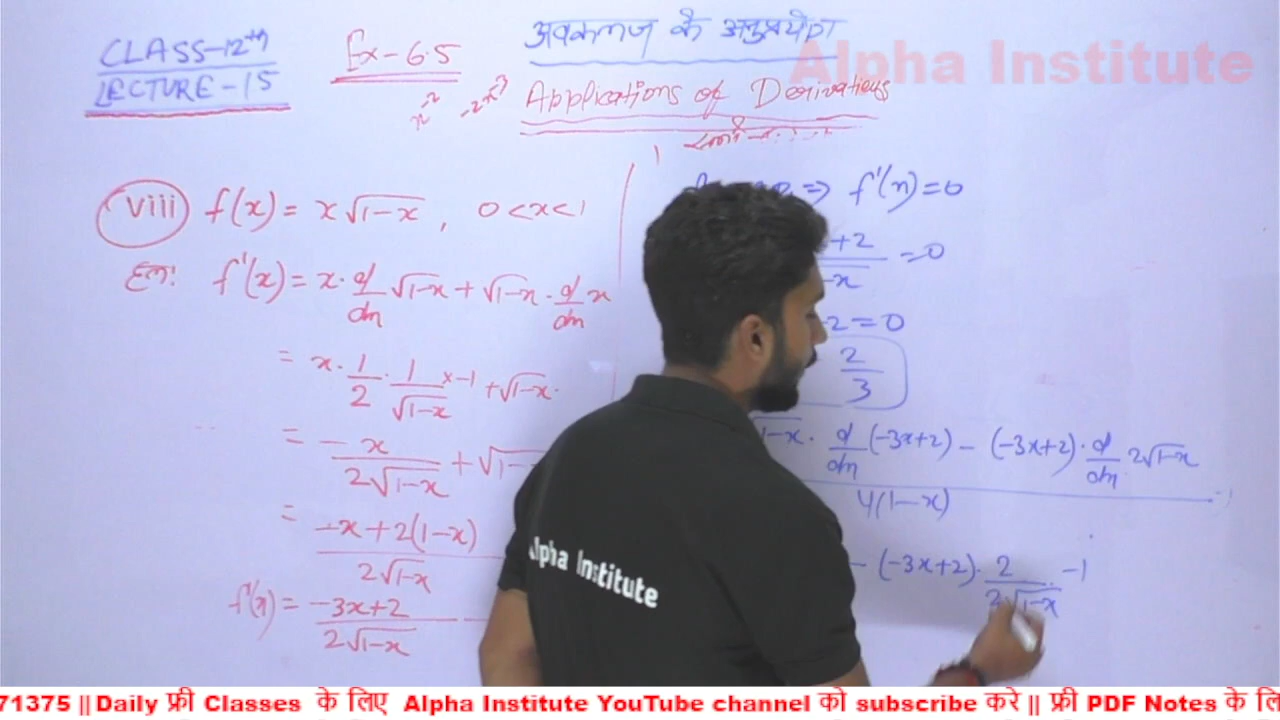 CLASS-12th
LECTURE-15
Ex-6.5
अवकलज के अनुप्रयोग
Applications of Derivatives
Alpha Institute
viii f(x) = x√1-x, 0<x<1
हल: f'(x) = x. d/dx √1-x + √1-x . d/dx x
= x. 1/2 . 1/√1-x × -1 + √1-x .
= -x/2√1-x + √1-
= -x+2(1-x)/2√1-x
f'(x) = -3x+2/2√1-x
=> f'(x)=0
+2/-x =0
-2=0
2/3
√1-x . d/dx (-3x+2) - (-3x+2). d/dx 2√1-x
4(1-x)
- (-3x+2). 2/2√1-x . -1
Alpha Institute
71375 || Daily फ्री Classes के लिए Alpha Institute YouTube channel को subscribe करे || फ्री PDF Notes के लि